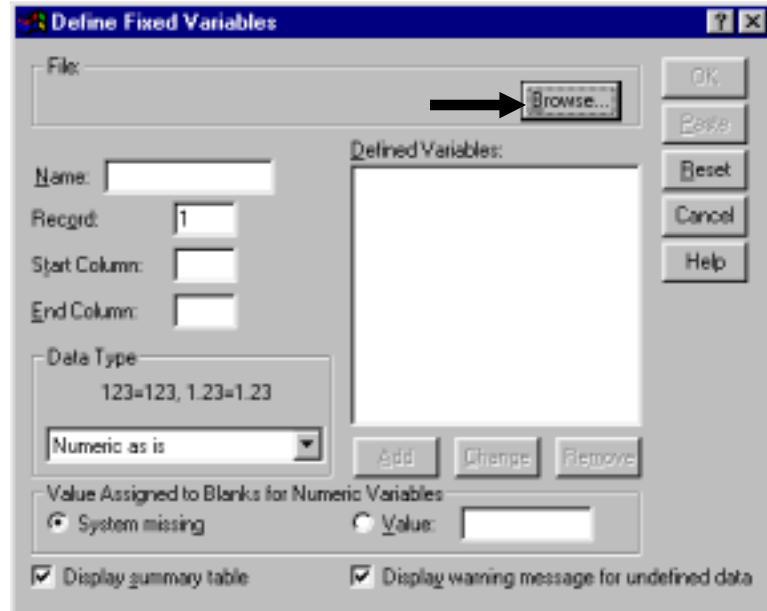 Define Fixed Variables
File:
Browse...
OK
Paste
Reset
Cancel
Help
Name:
Record: 1
Start Column:
End Column:
Defined Variables:
Data Type
123=123, 1.23=1.23
Numeric as is
Add Change Remove
Value Assigned to Blanks for Numeric Variables
System missing Value:
Display summary table Display warning message for undefined data